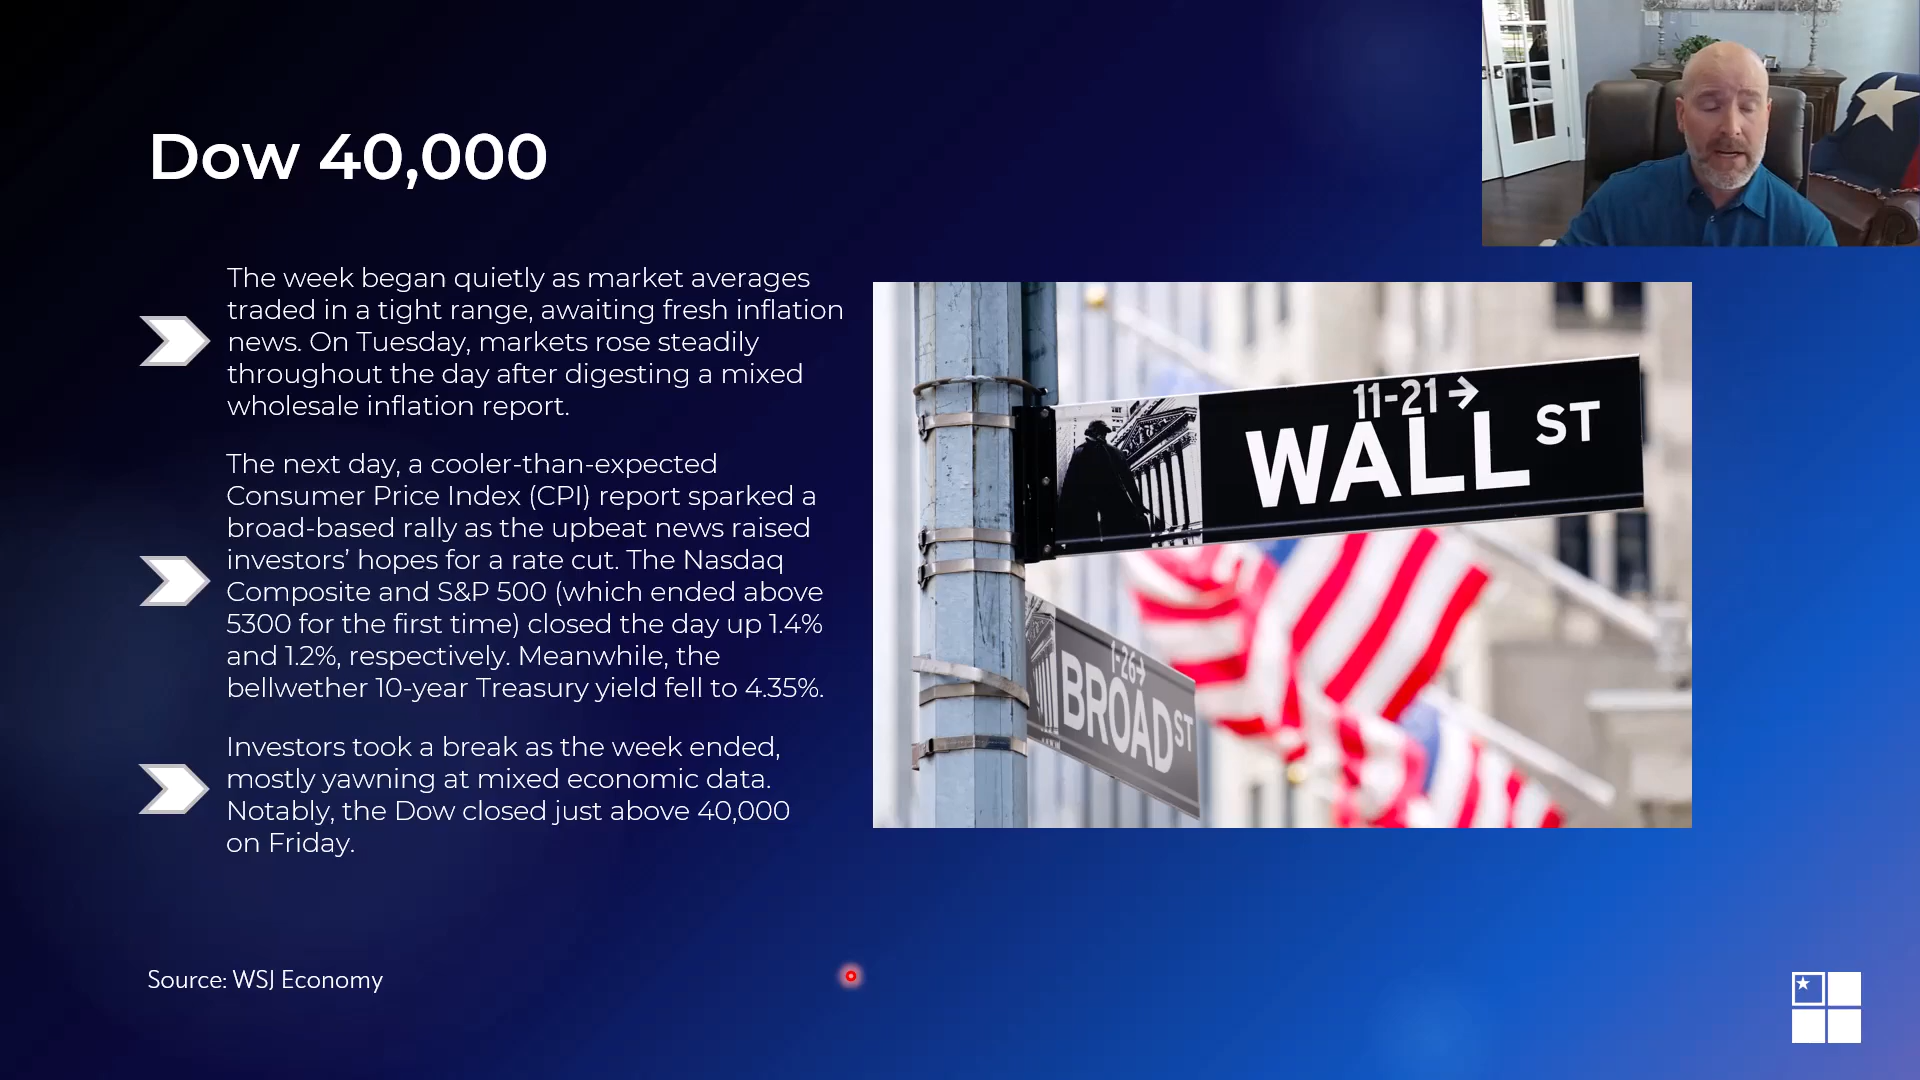 Dow 40,000
The week began quietly as market averages
traded in a tight range, awaiting fresh inflation
news. On Tuesday, markets rose steadily
throughout the day after digesting a mixed
wholesale inflation report.
The next day, a cooler-than-expected
Consumer Price Index (CPI) report sparked a
broad-based rally as the upbeat news raised
investors’ hopes for a rate cut. The Nasdaq
Composite and S&P 500 (which ended above
5300 for the first time) closed the day up 1.4%
and 1.2%, respectively. Meanwhile, the
bellwether 10-year Treasury yield fell to 4.35%.
Investors took a break as the week ended,
mostly yawning at mixed economic data.
Notably, the Dow closed just above 40,000
on Friday.
11-21→
WALL ST
1-26→
BROAD ST
Source: WSJ Economy